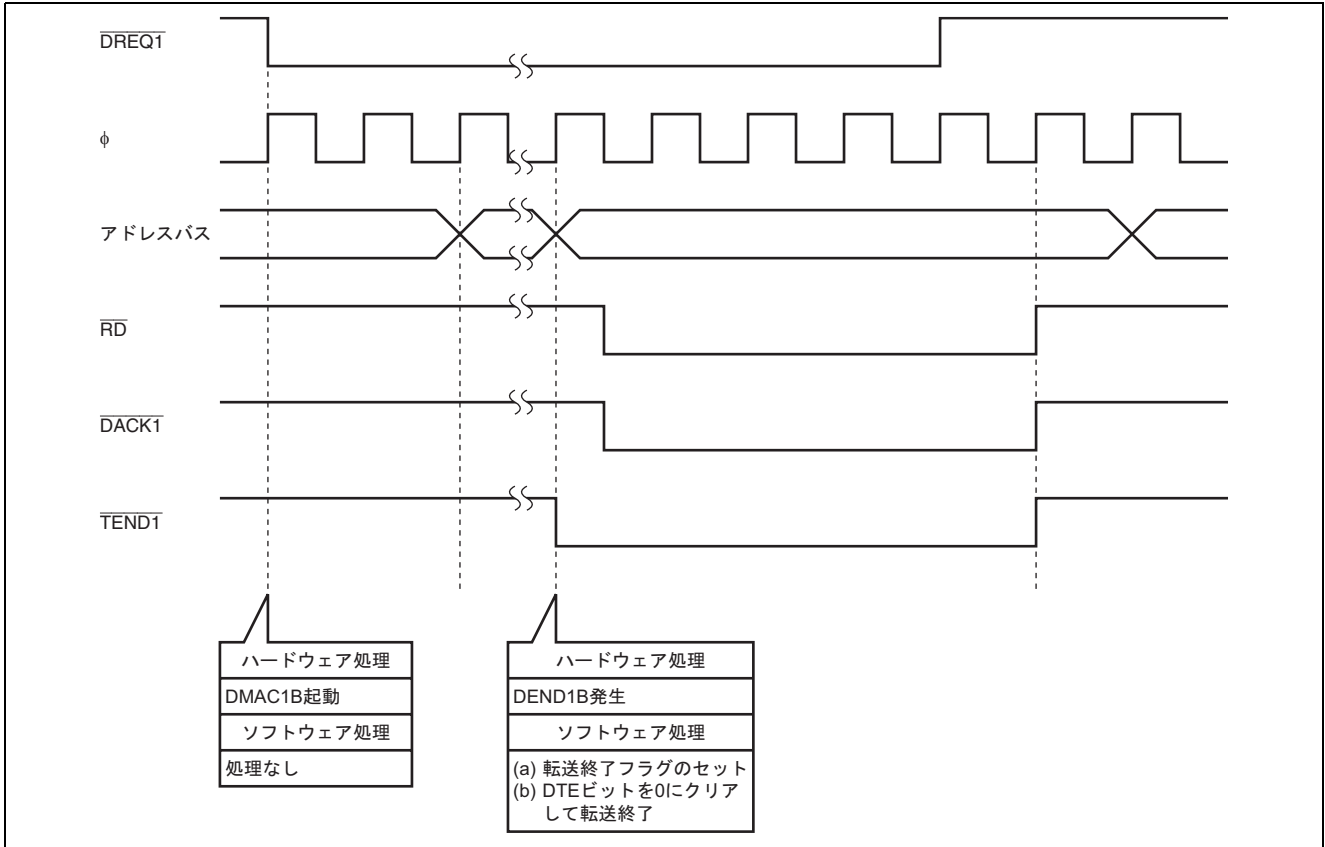 DREQ1
φ
アドレスバス
RD
DACK1
TEND1
ハードウェア処理
DMAC1B起動
ソフトウェア処理
処理なし
ハードウェア処理
DEND1B発生
ソフトウェア処理
(a) 転送終了フラグのセット
(b) DTEビットを0にクリア
して転送終了